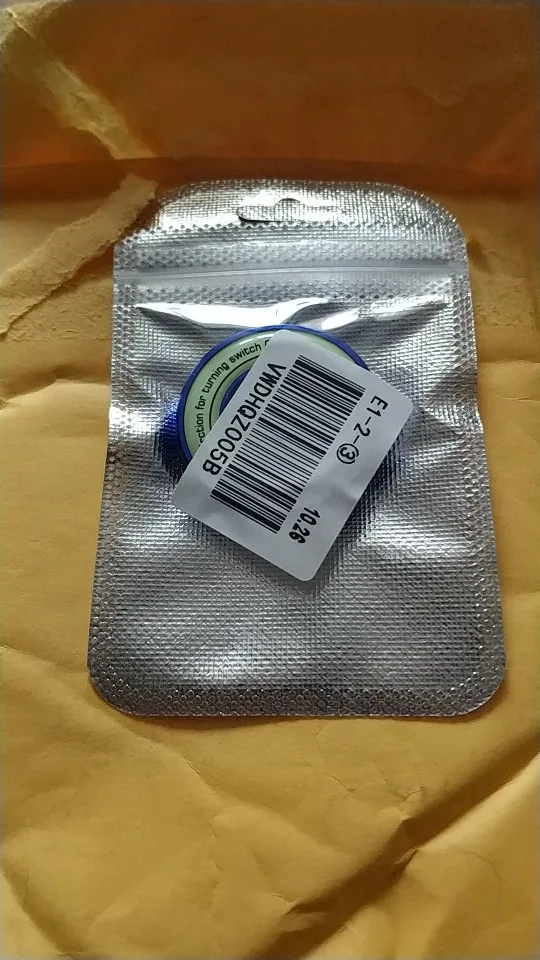 ction for turning switch
E1-2-③
VWDHQZ005B
10.26